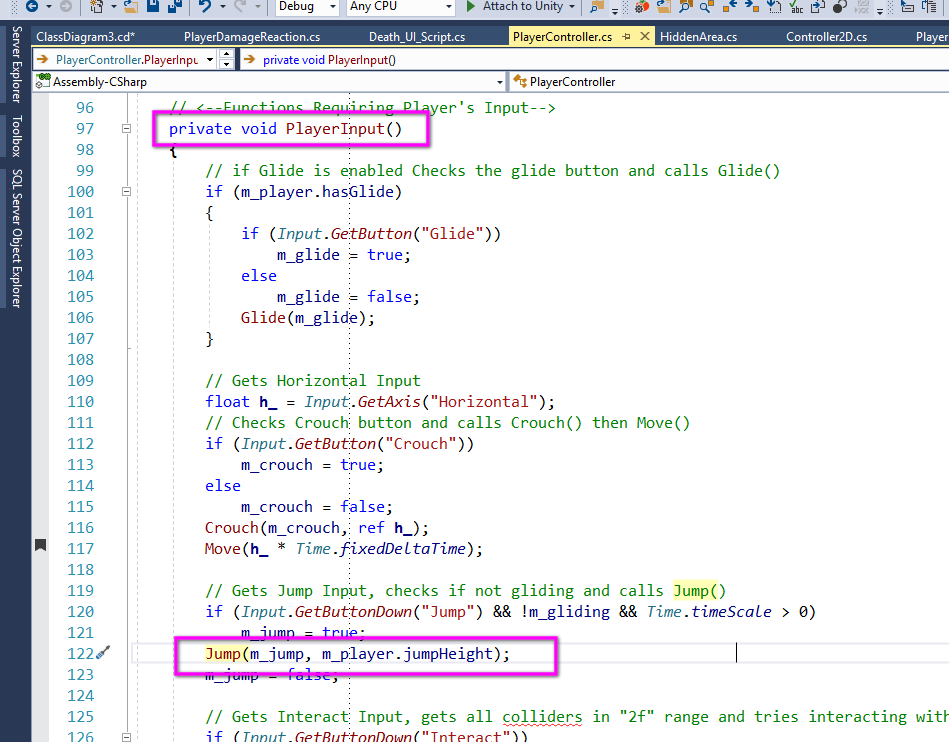 Debug Any CPU Attach to Unity
ClassDiagram3.cd* PlayerDamageReaction.cs Death_UI_Script.cs PlayerController.cs HiddenArea.cs Controller2D.cs Player
PlayerController.PlayerInpu private void PlayerInput()
Assembly-CSharp PlayerController
Server Explorer
Toolbox
SQL Server Object Explorer
96 // <--Functions Requiring Player's Input-->
97 private void PlayerInput()
98 {
99 // if Glide is enabled Checks the glide button and calls Glide()
100 if (m_player.hasGlide)
101 {
102 if (Input.GetButton("Glide"))
103 m_glide = true;
104 else
105 m_glide = false;
106 Glide(m_glide);
107 }
108
109 // Gets Horizontal Input
110 float h_ = Input.GetAxis("Horizontal");
111 // Checks Crouch button and calls Crouch() then Move()
112 if (Input.GetButton("Crouch"))
113 m_crouch = true;
114 else
115 m_crouch = false;
116 Crouch(m_crouch, ref h_);
117 Move(h_ * Time.fixedDeltaTime);
118
119 // Gets Jump Input, checks if not gliding and calls Jump()
120 if (Input.GetButtonDown("Jump") && !m_gliding && Time.timeScale > 0)
121 m_jump = true;
122 Jump(m_jump, m_player.jumpHeight);
123 m_jump = false;
124
125 // Gets Interact Input, gets all colliders in "2f" range and tries interacting with
126 if (Input.GetButtonDown("Interact"))